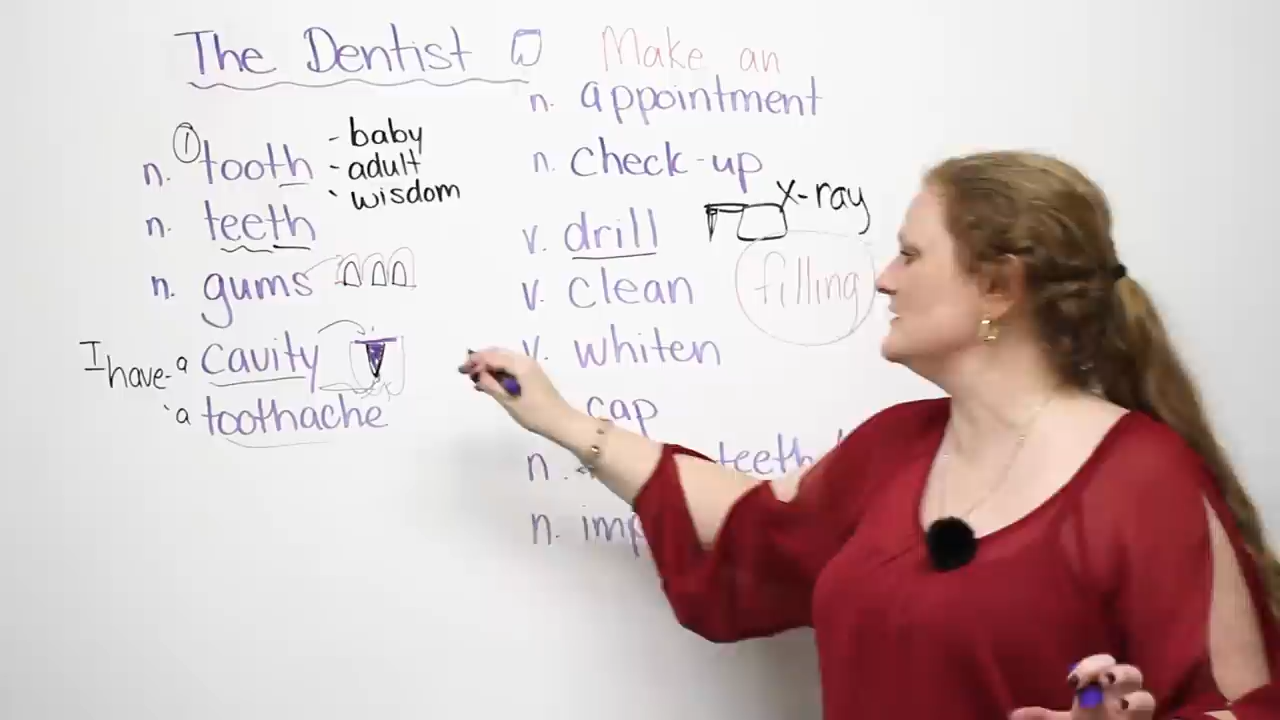 The Dentist
① - baby
n. tooth - adult
n. teeth - wisdom
n. gums
I have a cavity
a toothache
Make an
n. appointment
n. check-up
x-ray
v. drill
v. clean
filling
v. whiten
cap
n. teeth
n.